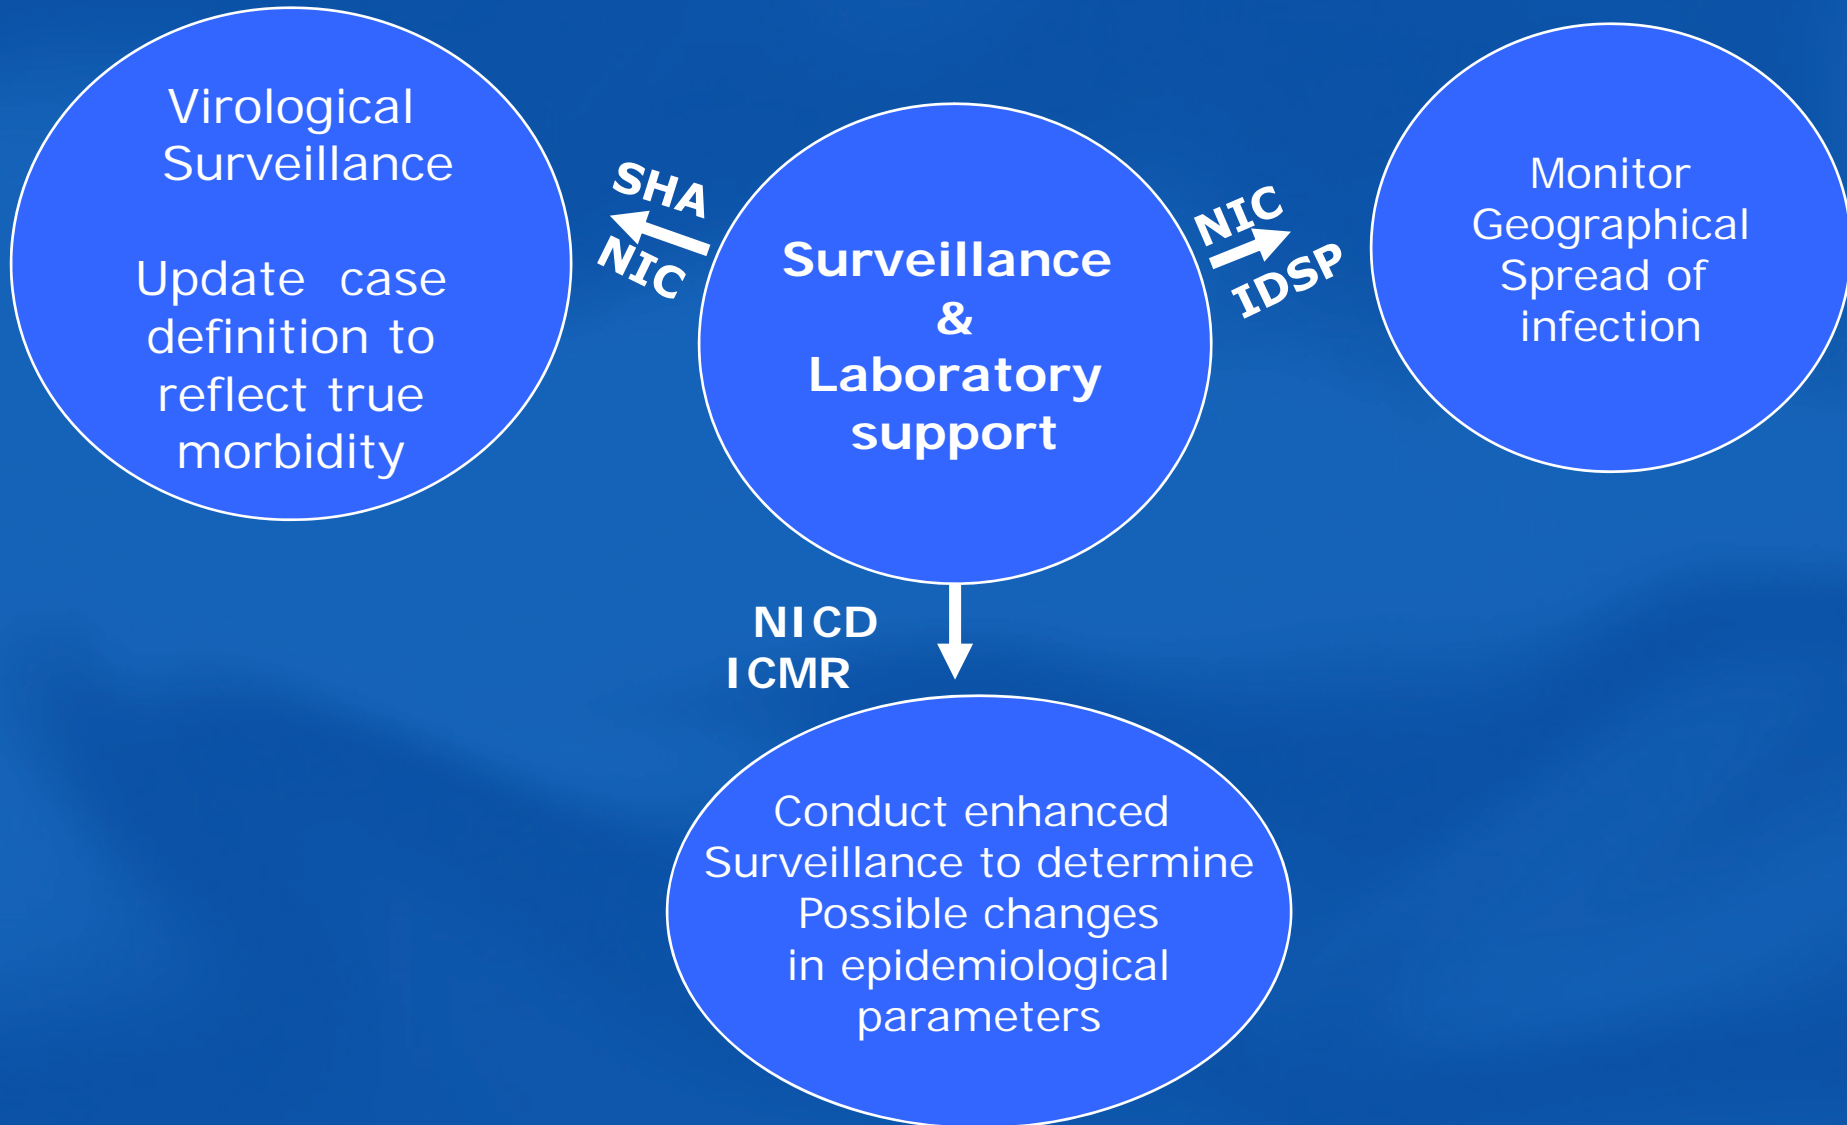 Virological
Surveillance
Update case
definition to
reflect true
morbidity
SHA
NIC
Surveillance
&
Laboratory
support
NIC
IDSP
Monitor
Geographical
Spread of
infection
NICD
ICMR
Conduct enhanced
Surveillance to determine
Possible changes
in epidemiological
parameters